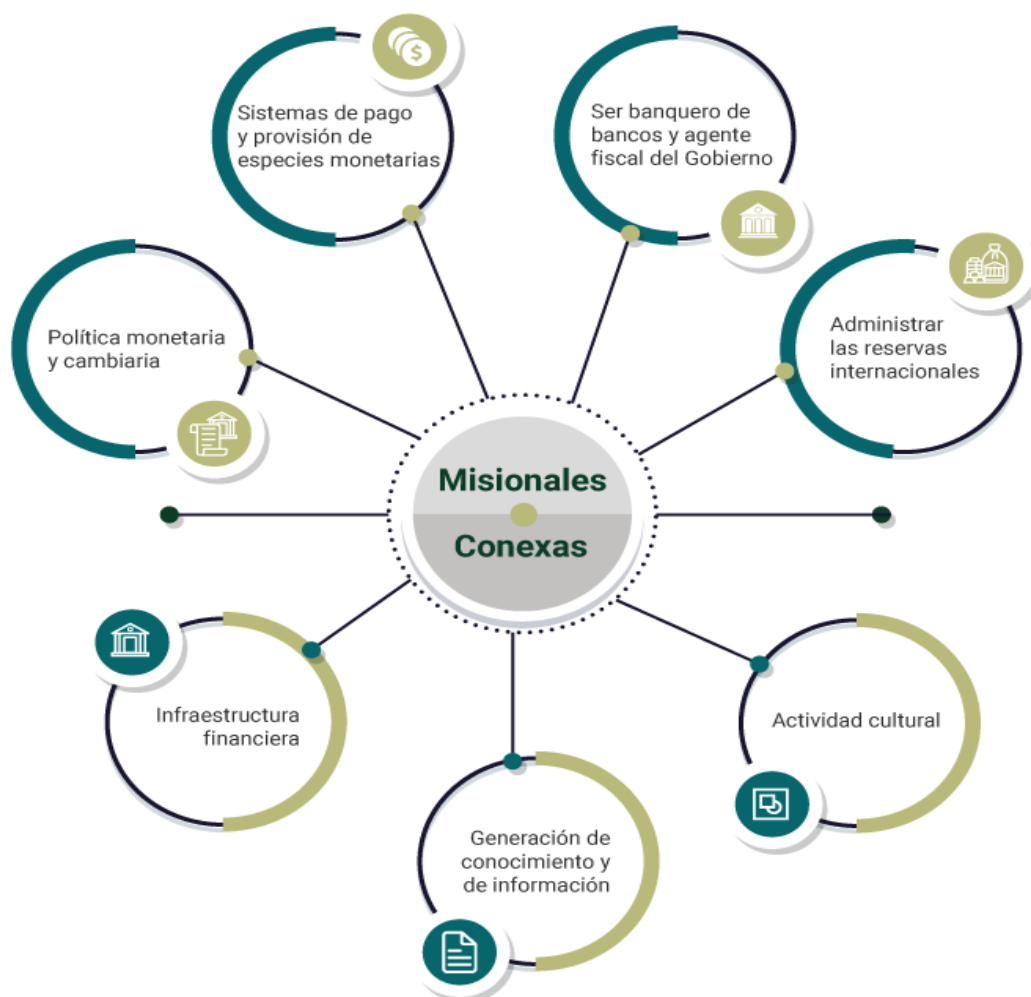 Sistemas de pago
y provisión de
especies monetarias
Ser banquero de
bancos y agente
fiscal del Gobierno
Política monetaria
y cambiaria
Administrar
las reservas
internacionales
Misionales
Conexas
Infraestructura
financiera
Generación de
conocimiento y
de información
Actividad cultural
$